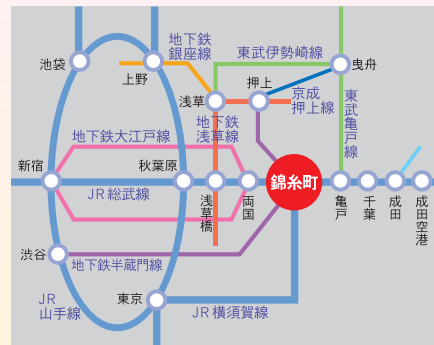 地下鉄
銀座線
東武伊勢崎線
池袋
上野
押上
曳舟
浅草
京成
押上線
地下鉄
浅草線
東武亀戸線
地下鉄大江戸線
新宿
秋葉原
錦糸町
JR総武線
浅草橋
両国
亀戸
千葉
成田
成田空港
渋谷
地下鉄半蔵門線
JR
山手線
東京
JR横須賀線